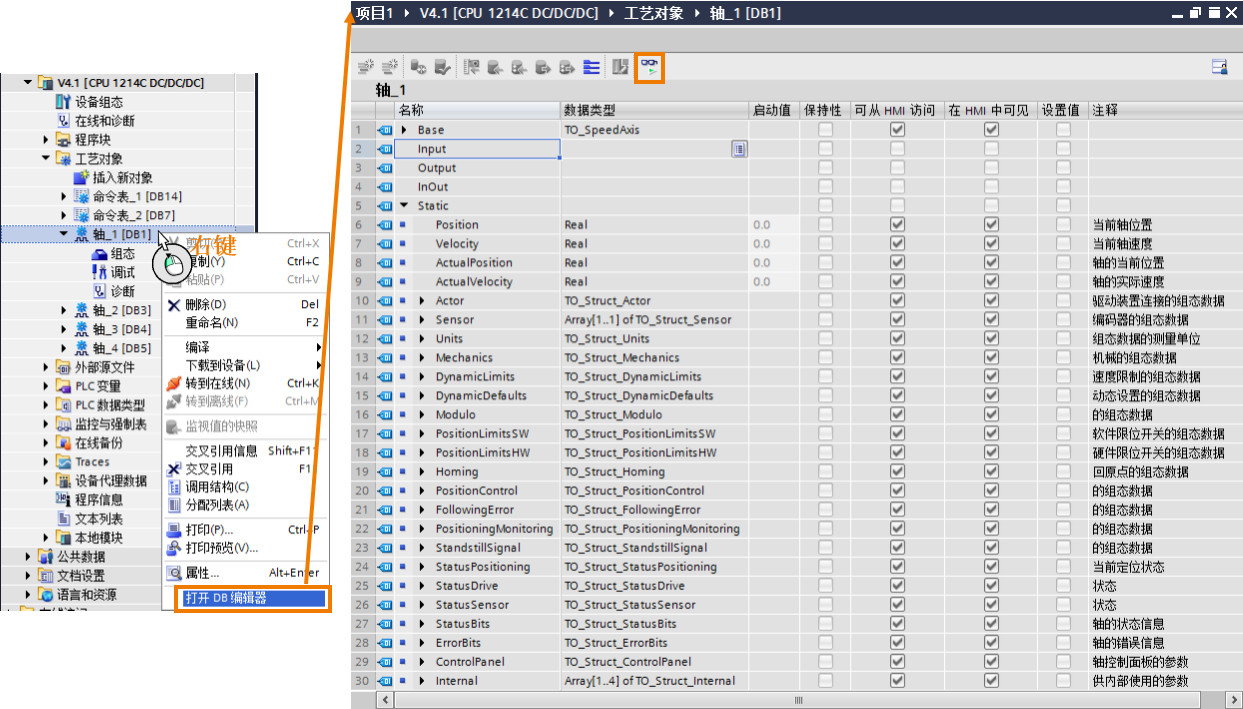 项目1 ▸ V4.1 [CPU 1214C DC/DC/DC] ▸ 工艺对象 ▸ 轴_1 [DB1]
轴_1
名称 数据类型 启动值 保持性 可从 HMI 访问 在 HMI 中可见 设置值 注释
1 Base TO_SpeedAxis
2 Input
3 Output
4 InOut
5 Static
6 Position Real 0.0 当前轴位置
7 Velocity Real 0.0 当前轴速度
8 ActualPosition Real 0.0 轴的当前位置
9 ActualVelocity Real 0.0 轴的实际速度
10 Actor TO_Struct_Actor 驱动装置连接的组态数据
11 Sensor Array[1..1] of TO_Struct_Sensor 编码器的组态数据
12 Units TO_Struct_Units 组态数据的测量单位
13 Mechanics TO_Struct_Mechanics 机械的组态数据
14 DynamicLimits TO_Struct_DynamicLimits 速度限制的组态数据
15 DynamicDefaults TO_Struct_DynamicDefaults 动态设置的组态数据
16 Modulo TO_Struct_Modulo 的组态数据
17 PositionLimitsSW TO_Struct_PositionLimitsSW 软件限位开关的组态数据
18 PositionLimitsHW TO_Struct_PositionLimitsHW 硬件限位开关的组态数据
19 Homing TO_Struct_Homing 回原点的组态数据
20 PositionControl TO_Struct_PositionControl 的组态数据
21 FollowingError TO_Struct_FollowingError 的组态数据
22 PositioningMonitoring TO_Struct_PositioningMonitoring 的组态数据
23 StandstillSignal TO_Struct_StandstillSignal 的组态数据
24 StatusPositioning TO_Struct_StatusPositioning 当前定位状态
25 StatusDrive TO_Struct_StatusDrive 状态
26 StatusSensor TO_Struct_StatusSensor 状态
27 StatusBits TO_Struct_StatusBits 轴的状态信息
28 ErrorBits TO_Struct_ErrorBits 轴的错误信息
29 ControlPanel TO_Struct_ControlPanel 轴控制面板的参数
30 Internal Array[1..4] of TO_Struct_Internal 供内部使用的参数
V4.1 [CPU 1214C DC/DC/DC]
设备组态
在线和诊断
程序块
工艺对象
插入新对象
命令表_1 [DB14]
命令表_2 [DB7]
轴_1 [DB1]
组态
调试
诊断
轴_2 [DB3]
轴_3 [DB4]
轴_4 [DB5]
外部源文件
PLC 变量
PLC 数据类型
监控与强制表
在线备份
Traces
设备代理数据
程序信息
文本列表
本地模块
公共数据
文档设置
语言和资源
右键
剪切 Ctrl+X
复制(Y) Ctrl+C
粘贴(P) Ctrl+V
删除(D) Del
重命名(N) F2
编译
下载到设备(L)
转到在线(N) Ctrl+K
转到离线(F) Ctrl+M
监视值的快照
交叉引用信息 Shift+F11
交叉引用 F11
调用结构(C)
分配列表(A)
打印(P)... Ctrl+P
打印预览(V)...
属性... Alt+Enter
打开 DB 编辑器